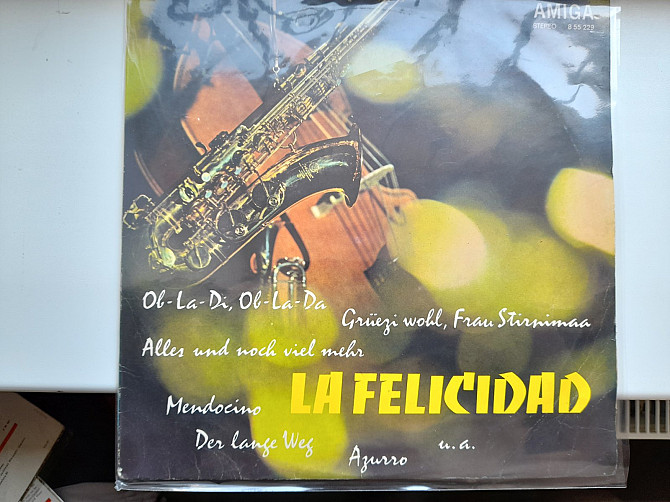 AMIGA
STEREO 8 55 229
Ob-La-Di, Ob-La-Da
Grüezi wohl, Frau Stirnimaa
Alles und noch viel mehr
LA FELICIDAD
Mendocino
Der lange Weg
u.a.
Azurro